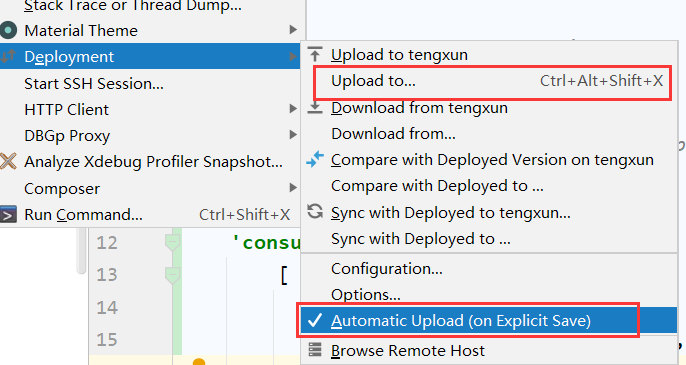 Stack Trace or Thread Dump...
Material Theme
Deployment
Start SSH Session...
HTTP Client
DBGp Proxy
Analyze Xdebug Profiler Snapshot...
Composer
Run Command... Ctrl+Shift+X
Upload to tengxun
Upload to... Ctrl+Alt+Shift+X
Download from tengxun
Download from...
Compare with Deployed Version on tengxun
Compare with Deployed to ...
Sync with Deployed to tengxun...
Sync with Deployed to ...
Configuration...
Options...
Automatic Upload (on Explicit Save)
Browse Remote Host
12 'consu
13 [
14
15